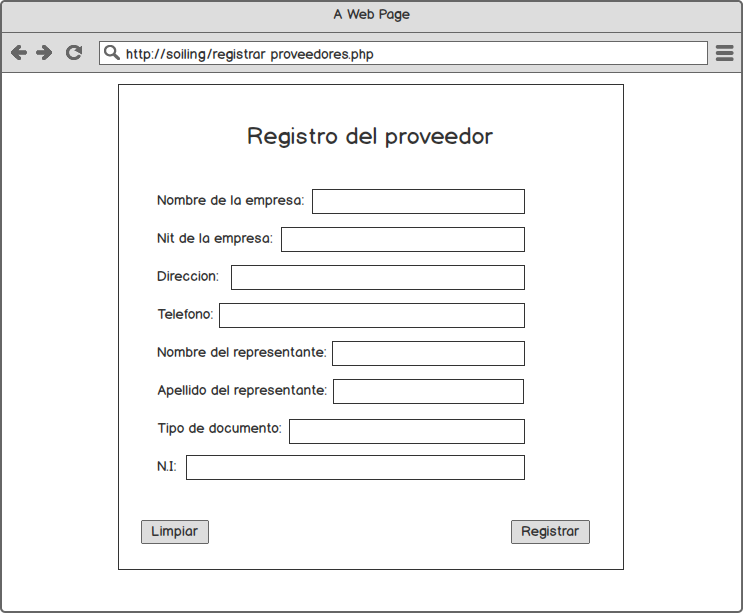 A Web Page
http://soiling/registrar proveedores.php
Registro del proveedor
Nombre de la empresa:
Nit de la empresa:
Direccion:
Telefono:
Nombre del representante:
Apellido del representante:
Tipo de documento:
N.I:
Limpiar Registrar